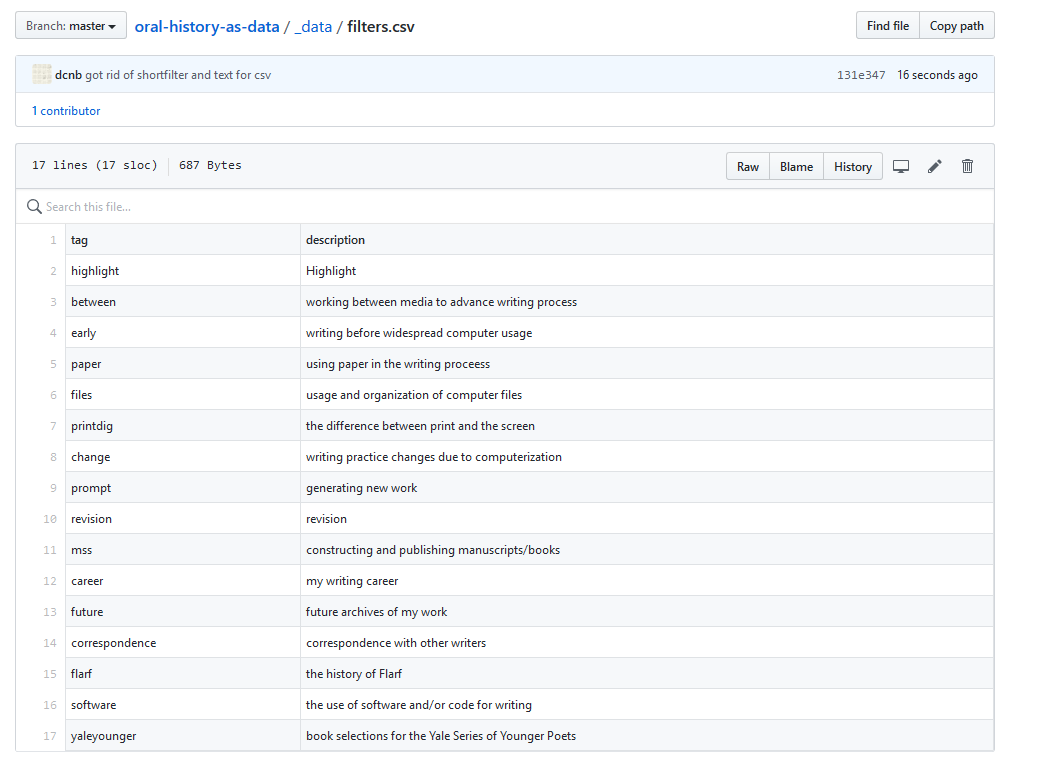 Branch: master oral-history-as-data / _data / filters.csv Find file Copy path
dcnb got rid of shortfilter and text for csv 131e347 16 seconds ago
1 contributor
17 lines (17 sloc) 687 Bytes Raw Blame History
Search this file...
1 tag description
2 highlight Highlight
3 between working between media to advance writing process
4 early writing before widespread computer usage
5 paper using paper in the writing proceess
6 files usage and organization of computer files
7 printdig the difference between print and the screen
8 change writing practice changes due to computerization
9 prompt generating new work
10 revision revision
11 mss constructing and publishing manuscripts/books
12 career my writing career
13 future future archives of my work
14 correspondence correspondence with other writers
15 flarf the history of Flarf
16 software the use of software and/or code for writing
17 yaleyounger book selections for the Yale Series of Younger Poets